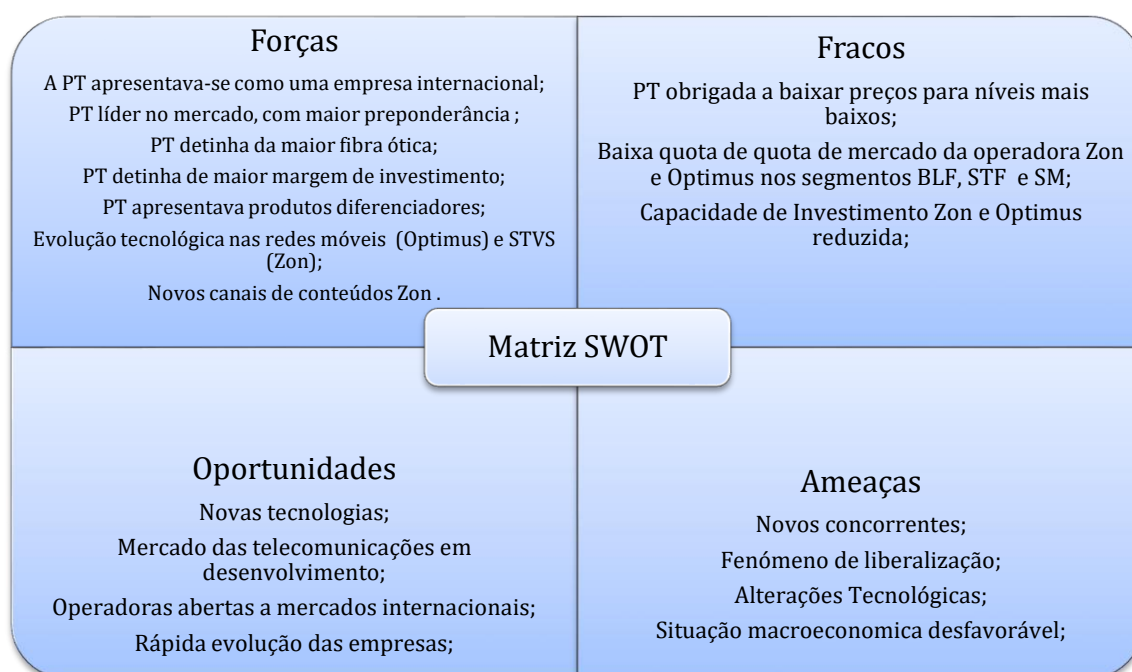 Forças
A PT apresentava-se como uma empresa internacional;
PT líder no mercado, com maior preponderância ;
PT detinha da maior fibra ótica;
PT detinha de maior margem de investimento;
PT apresentava produtos diferenciadores;
Evolução tecnológica nas redes móveis (Optimus) e STVS
(Zon);
Novos canais de conteúdos Zon .
Fracos
PT obrigada a baixar preços para níveis mais
baixos;
Baixa quota de quota de mercado da operadora Zon
e Optimus nos segmentos BLF, STF e SM;
Capacidade de Investimento Zon e Optimus
reduzida;
Matriz SWOT
Oportunidades
Novas tecnologias;
Mercado das telecomunicações em
desenvolvimento;
Operadoras abertas a mercados internacionais;
Rápida evolução das empresas;
Ameaças
Novos concorrentes;
Fenómeno de liberalização;
Alterações Tecnológicas;
Situação macroeconomica desfavorável;